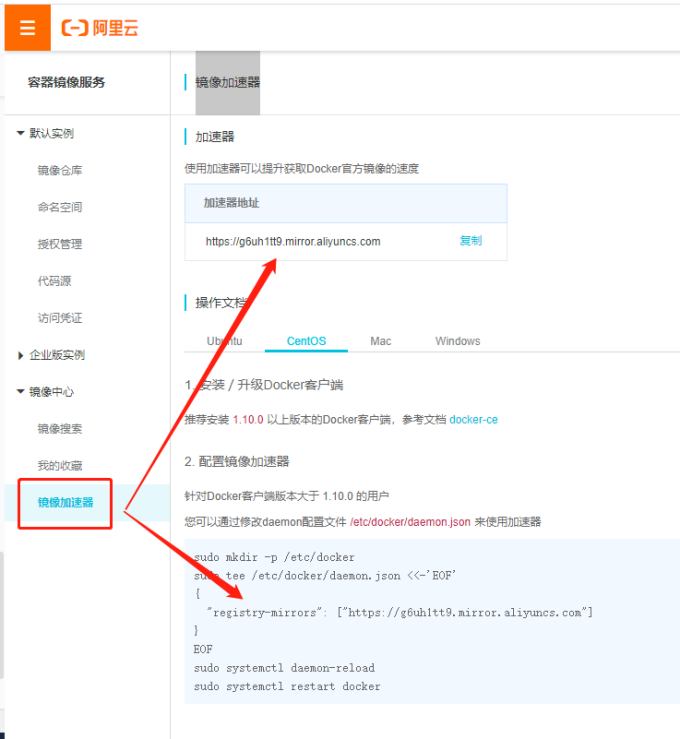 阿里云
容器镜像服务
镜像加速器
默认实例
镜像仓库
命名空间
授权管理
代码源
访问凭证
企业版实例
镜像中心
镜像搜索
我的收藏
镜像加速器
加速器
使用加速器可以提升获取Docker官方镜像的速度
加速器地址
https://g6uh1tt9.mirror.aliyuncs.com 复制
操作文档
Ubuntu CentOS Mac Windows
1. 安装 / 升级Docker客户端
推荐安装 1.10.0 以上版本的Docker客户端，参考文档 docker-ce
2. 配置镜像加速器
针对Docker客户端版本大于 1.10.0 的用户
您可以通过修改daemon配置文件 /etc/docker/daemon.json 来使用加速器
sudo mkdir -p /etc/docker
sudo tee /etc/docker/daemon.json <<-'EOF'
{
"registry-mirrors": ["https://g6uh1tt9.mirror.aliyuncs.com"]
}
EOF
sudo systemctl daemon-reload
sudo systemctl restart docker